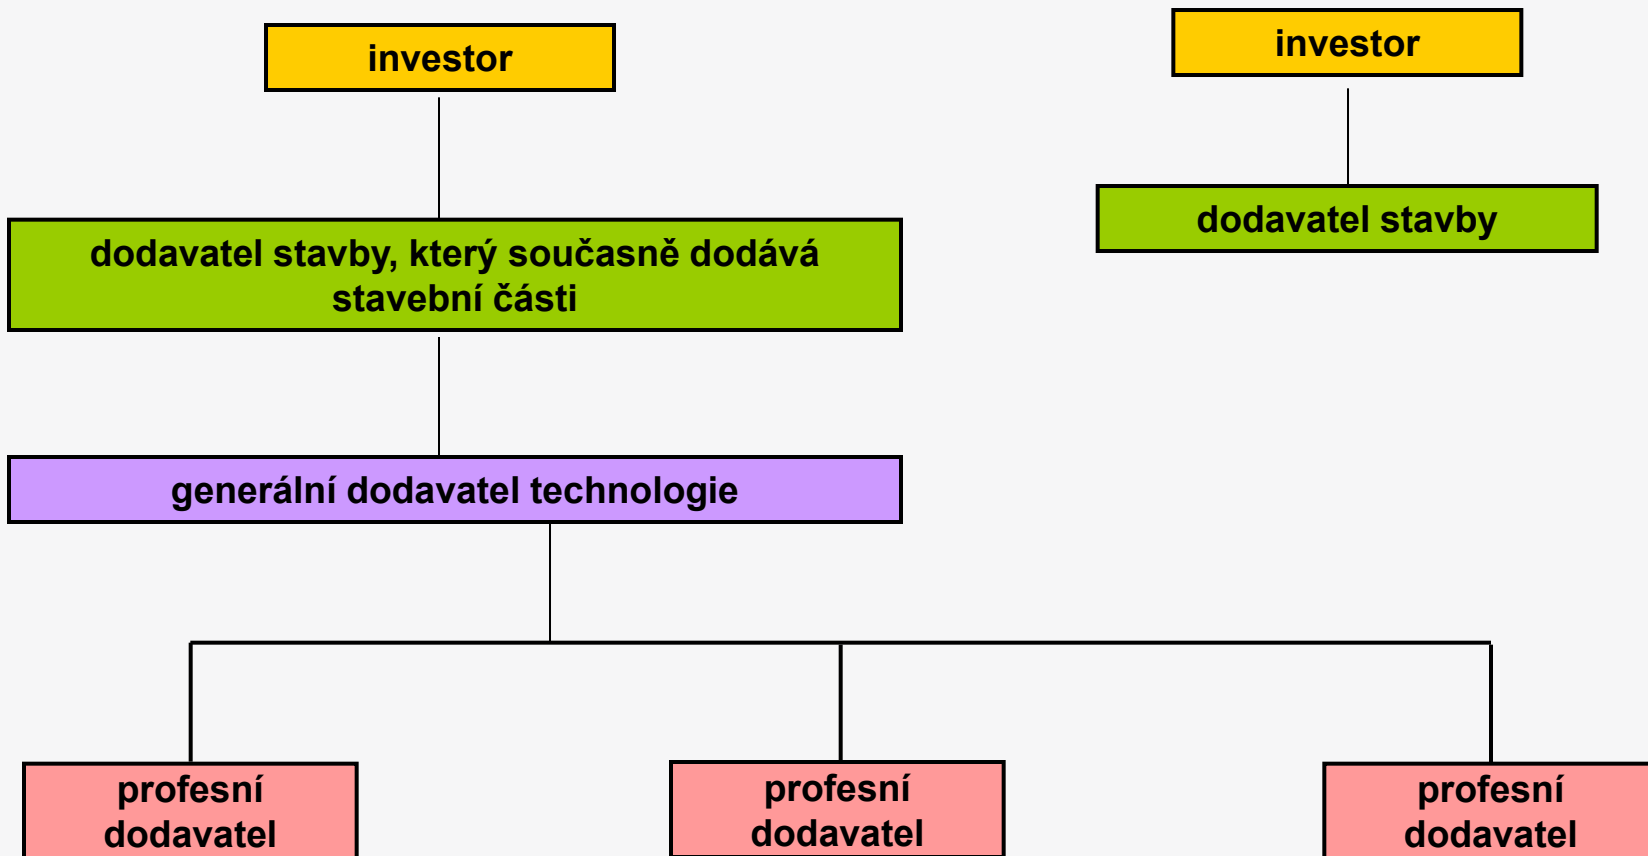 investor
investor
dodavatel stavby, který současně dodává
stavební části
dodavatel stavby
generální dodavatel technologie
profesní
dodavatel
profesní
dodavatel
profesní
dodavatel